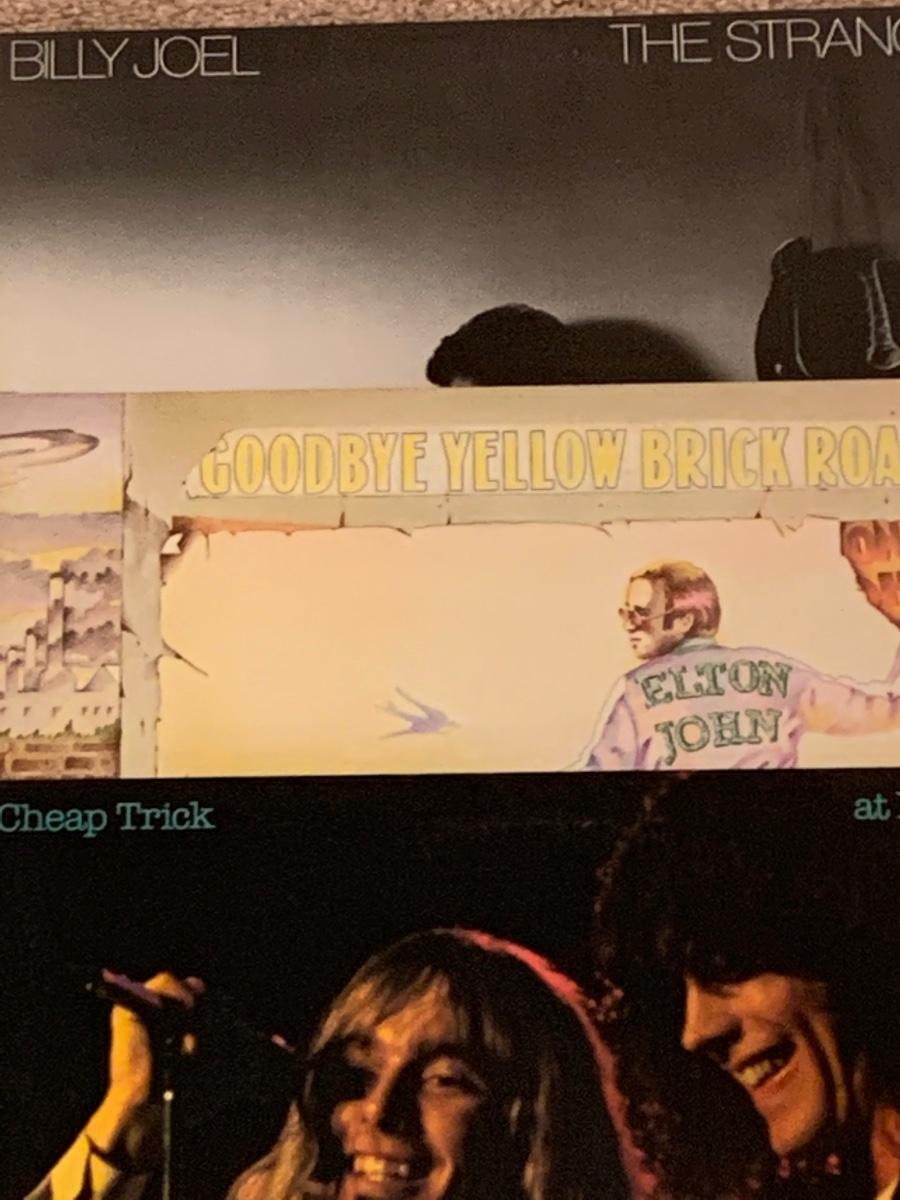 BILLY JOEL THE STRANG
GOODBYE YELLOW BRICK ROA
ELTON
JOHN
Cheap Trick at